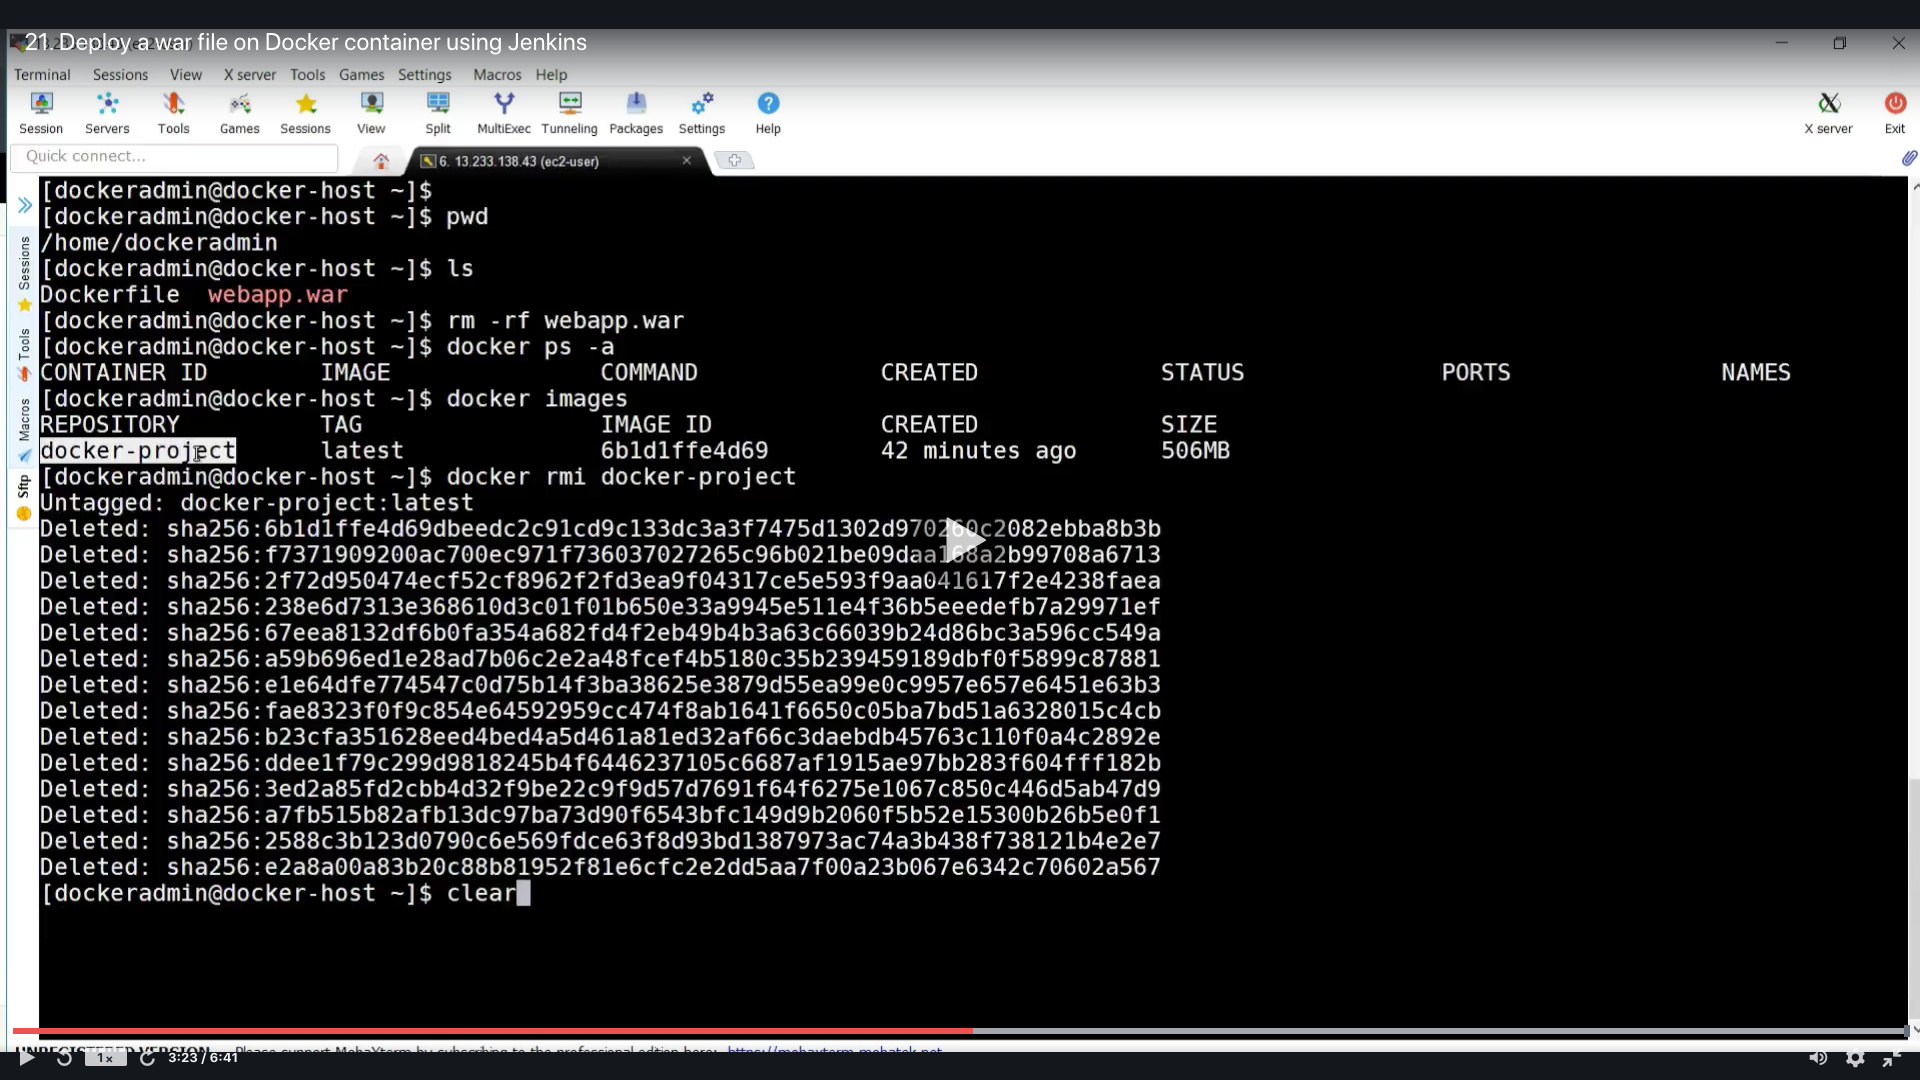 21. Deploy a war file on Docker container using Jenkins
Terminal Sessions View X server Tools Games Settings Macros Help
Session Servers Tools Games Sessions View Split MultiExec Tunneling Packages Settings Help X server Exit
Quick connect...
6. 13.233.138.43 (ec2-user)
Sessions
Tools
Macros
Sftp
[dockeradmin@docker-host ~]$
[dockeradmin@docker-host ~]$ pwd
/home/dockeradmin
[dockeradmin@docker-host ~]$ ls
Dockerfile webapp.war
[dockeradmin@docker-host ~]$ rm -rf webapp.war
[dockeradmin@docker-host ~]$ docker ps -a
CONTAINER ID IMAGE COMMAND CREATED STATUS PORTS NAMES
[dockeradmin@docker-host ~]$ docker images
REPOSITORY TAG IMAGE ID CREATED SIZE
docker-project latest 6b1d1ffe4d69 42 minutes ago 506MB
[dockeradmin@docker-host ~]$ docker rmi docker-project
Untagged: docker-project:latest
Deleted: sha256:6b1d1ffe4d69dbeedc2c91cd9c133dc3a3f7475d1302d970260c2082ebba8b3b
Deleted: sha256:f7371909200ac700ec971f736037027265c96b021be09daa168a2b99708a6713
Deleted: sha256:2f72d950474ecf52cf8962f2fd3ea9f04317ce5e593f9aa041617f2e4238faea
Deleted: sha256:238e6d7313e368610d3c01f01b650e33a9945e511e4f36b5eeedefb7a29971ef
Deleted: sha256:67eea8132df6b0fa354a682fd4f2eb49b4b3a63c66039b24d86bc3a596cc549a
Deleted: sha256:a59b696ed1e28ad7b06c2e2a48fcef4b5180c35b239459189dbf0f5899c87881
Deleted: sha256:e1e64dfe774547c0d75b14f3ba38625e3879d55ea99e0c9957e657e6451e63b3
Deleted: sha256:fae8323f0f9c854e64592959cc474f8ab1641f6650c05ba7bd51a6328015c4cb
Deleted: sha256:b23cfa351628eed4bed4a5d461a81ed32af66c3daebdb45763c110f0a4c2892e
Deleted: sha256:ddee1f79c299d9818245b4f6446237105c6687af1915ae97bb283f604fff182b
Deleted: sha256:3ed2a85fd2cbb4d32f9be22c9f9d57d7691f64f6275e1067c850c446d5ab47d9
Deleted: sha256:a7fb515b82afb13dc97ba73d90f6543bfc149d9b2060f5b52e15300b26b5e0f1
Deleted: sha256:2588c3b123d0790c6e569fdce63f8d93bd1387973ac74a3b438f738121b4e2e7
Deleted: sha256:e2a8a00a83b20c88b81952f81e6cfc2e2dd5aa7f00a23b067e6342c70602a567
[dockeradmin@docker-host ~]$ clear
UNREGISTERED VERSION - Please support MobaXterm by subscribing to the professional edition here: https://mobaxterm.mobatek.net
1x 3:23 / 6:41